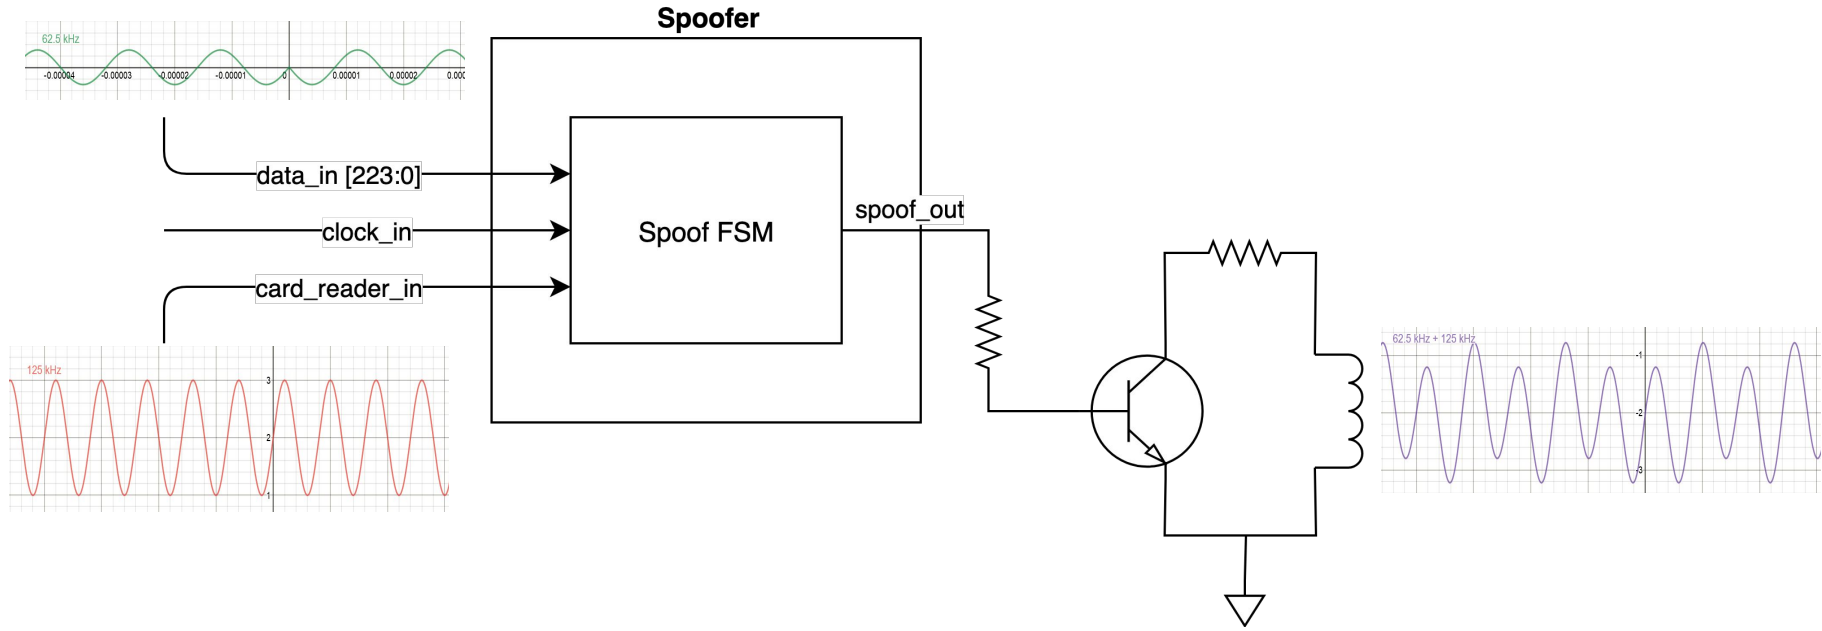 Spoofer
62.5 kHz
-0.00004 -0.00003 -0.00002 -0.00001 0 0.00001 0.00002 0.000
data_in [223:0]
clock_in
card_reader_in
Spoof FSM
spoof_out
125 kHz
3
2
1
62.5 kHz + 125 kHz
-1
-2
-3